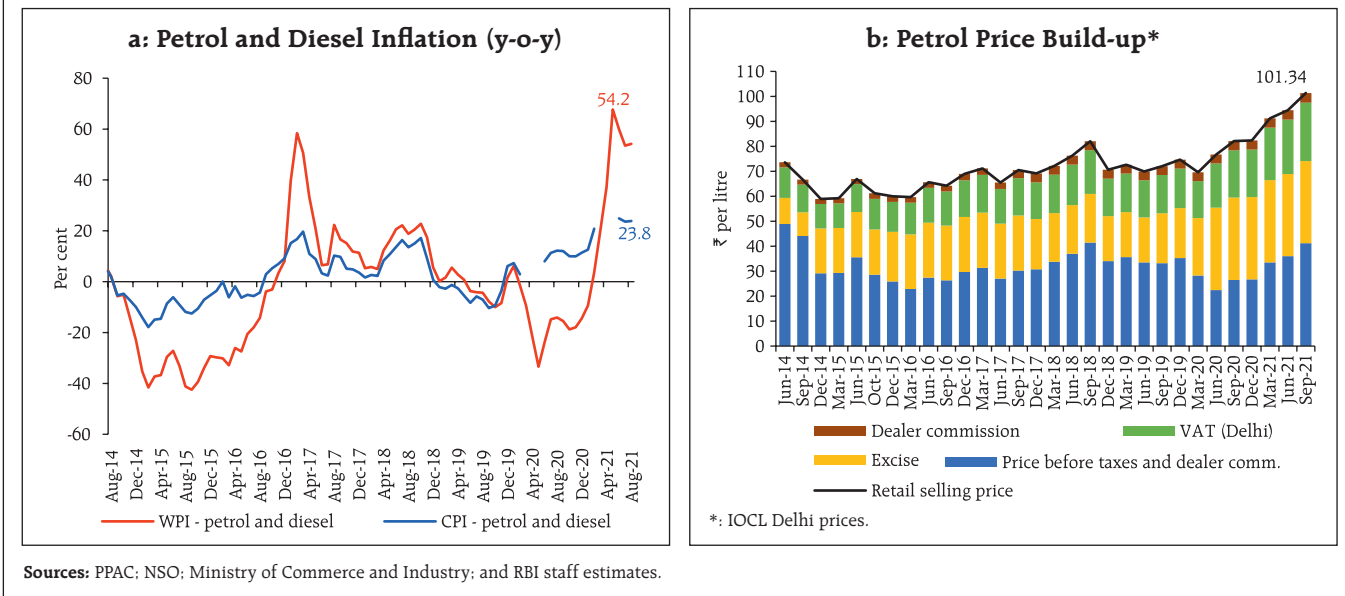 a: Petrol and Diesel Inflation (y-o-y)
80
60
40
20
0
-20
-40
-60
Per cent
54.2
23.8
Aug-14
Dec-14
Apr-15
Aug-15
Dec-15
Apr-16
Aug-16
Dec-16
Apr-17
Aug-17
Dec-17
Apr-18
Aug-18
Dec-18
Apr-19
Aug-19
Dec-19
Apr-20
Aug-20
Dec-20
Apr-21
Aug-21
WPI - petrol and diesel
CPI - petrol and diesel
b: Petrol Price Build-up*
110
100
90
80
70
60
50
40
30
20
10
0
₹ per litre
101.34
Jun-14
Sep-14
Dec-14
Mar-15
Jun-15
Oct-15
Dec-15
Mar-16
Jun-16
Sep-16
Dec-16
Mar-17
Jun-17
Sep-17
Dec-17
Mar-18
Jun-18
Sep-18
Dec-18
Mar-19
Jun-19
Sep-19
Dec-19
Mar-20
Jun-20
Sep-20
Dec-20
Mar-21
Jun-21
Sep-21
Dealer commission
VAT (Delhi)
Excise
Price before taxes and dealer comm.
Retail selling price
*: IOCL Delhi prices.
Sources: PPAC; NSO; Ministry of Commerce and Industry; and RBI staff estimates.